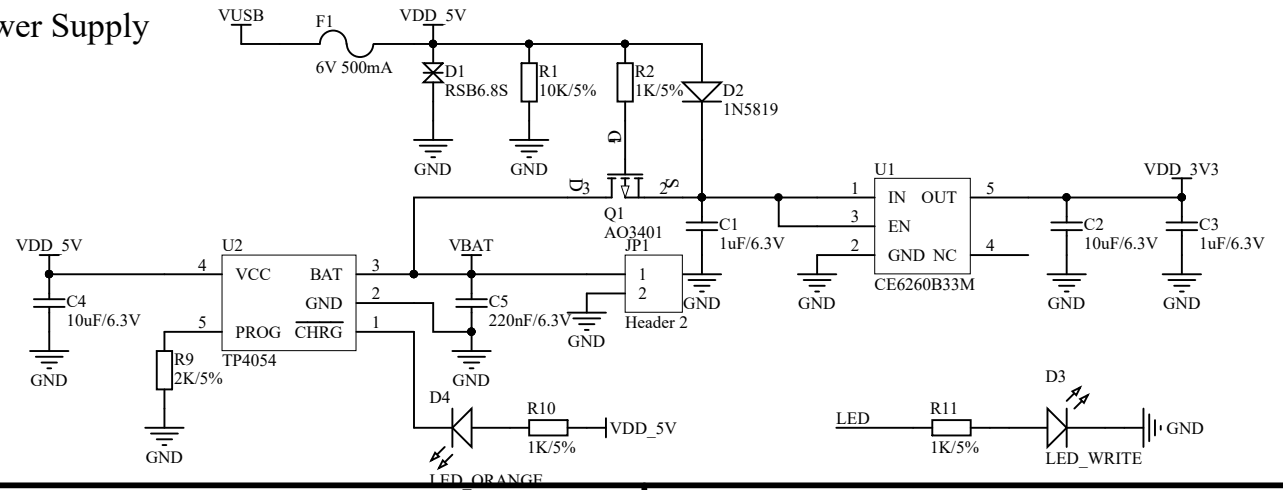 wer Supply
VUSB
F1
6V 500mA
VDD_5V
D1
RSB6.8S
R1
10K/5%
R2
1K/5%
D2
1N5819
GND
GND
G
D
3
2
S
Q1
AO3401
C1
1uF/6.3V
GND
U1
1
IN
OUT
5
3
EN
2
GND
NC
4
CE6260B33M
GND
VDD_3V3
C2
10uF/6.3V
C3
1uF/6.3V
GND
GND
VDD_5V
C4
10uF/6.3V
GND
U2
4
VCC
BAT
3
GND
2
5
PROG
CHRG
1
TP4054
R9
2K/5%
GND
VBAT
C5
220nF/6.3V
GND
JP1
1
2
Header 2
GND
D4
LED_ORANGE
R10
1K/5%
VDD_5V
LED
R11
1K/5%
D3
LED_WRITE
GND